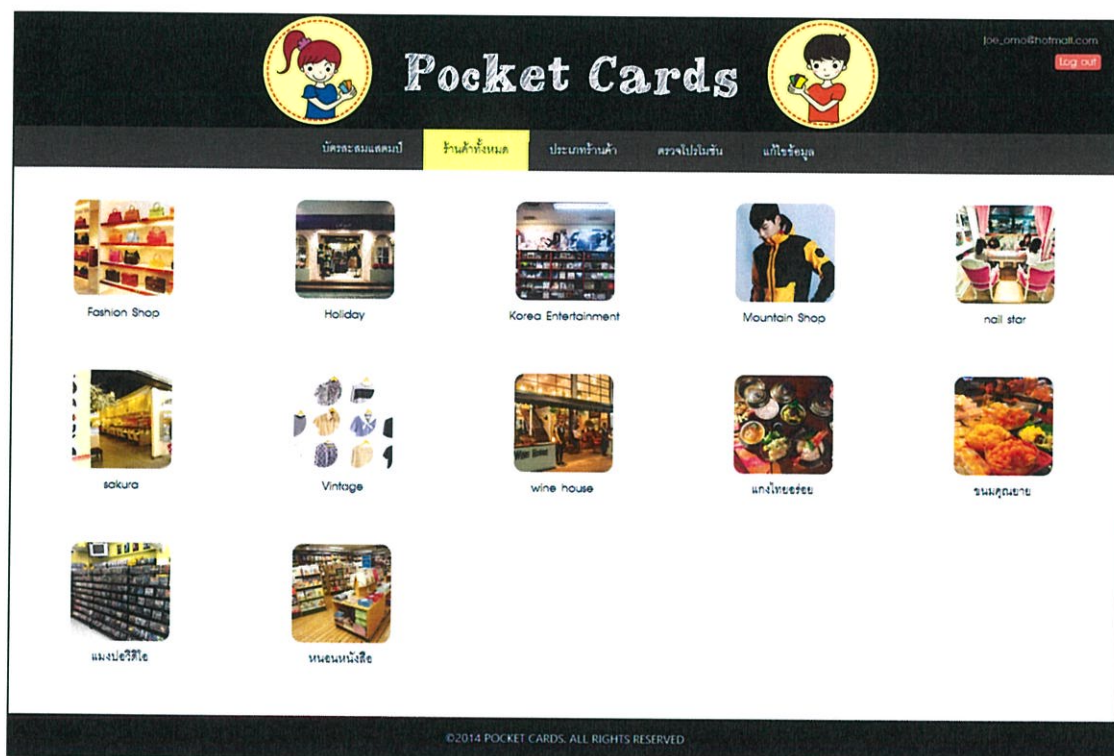 Pocket Cards
joe_omo@hotmail.com
Log out
บัตรสะสมแสตมป์ ร้านค้าทั้งหมด ประเภทร้านค้า ตรวจโปรโมชัน แก้ไขข้อมูล
Fashion Shop Holiday Korea Entertainment Mountain Shop nail star
sakura Vintage wine house แกงไทยอร่อย ขนมคุณยาย
แมงป่อวีดีโอ หนอนหนังสือ
©2014 POCKET CARDS. ALL RIGHTS RESERVED